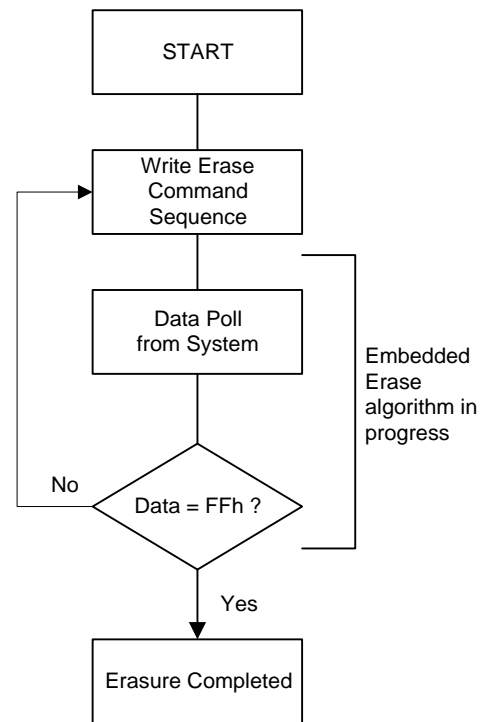 START
Write Erase
Command
Sequence
Data Poll
from System
Embedded
Erase
algorithm in
progress
No
Data = FFh ?
Yes
Erasure Completed